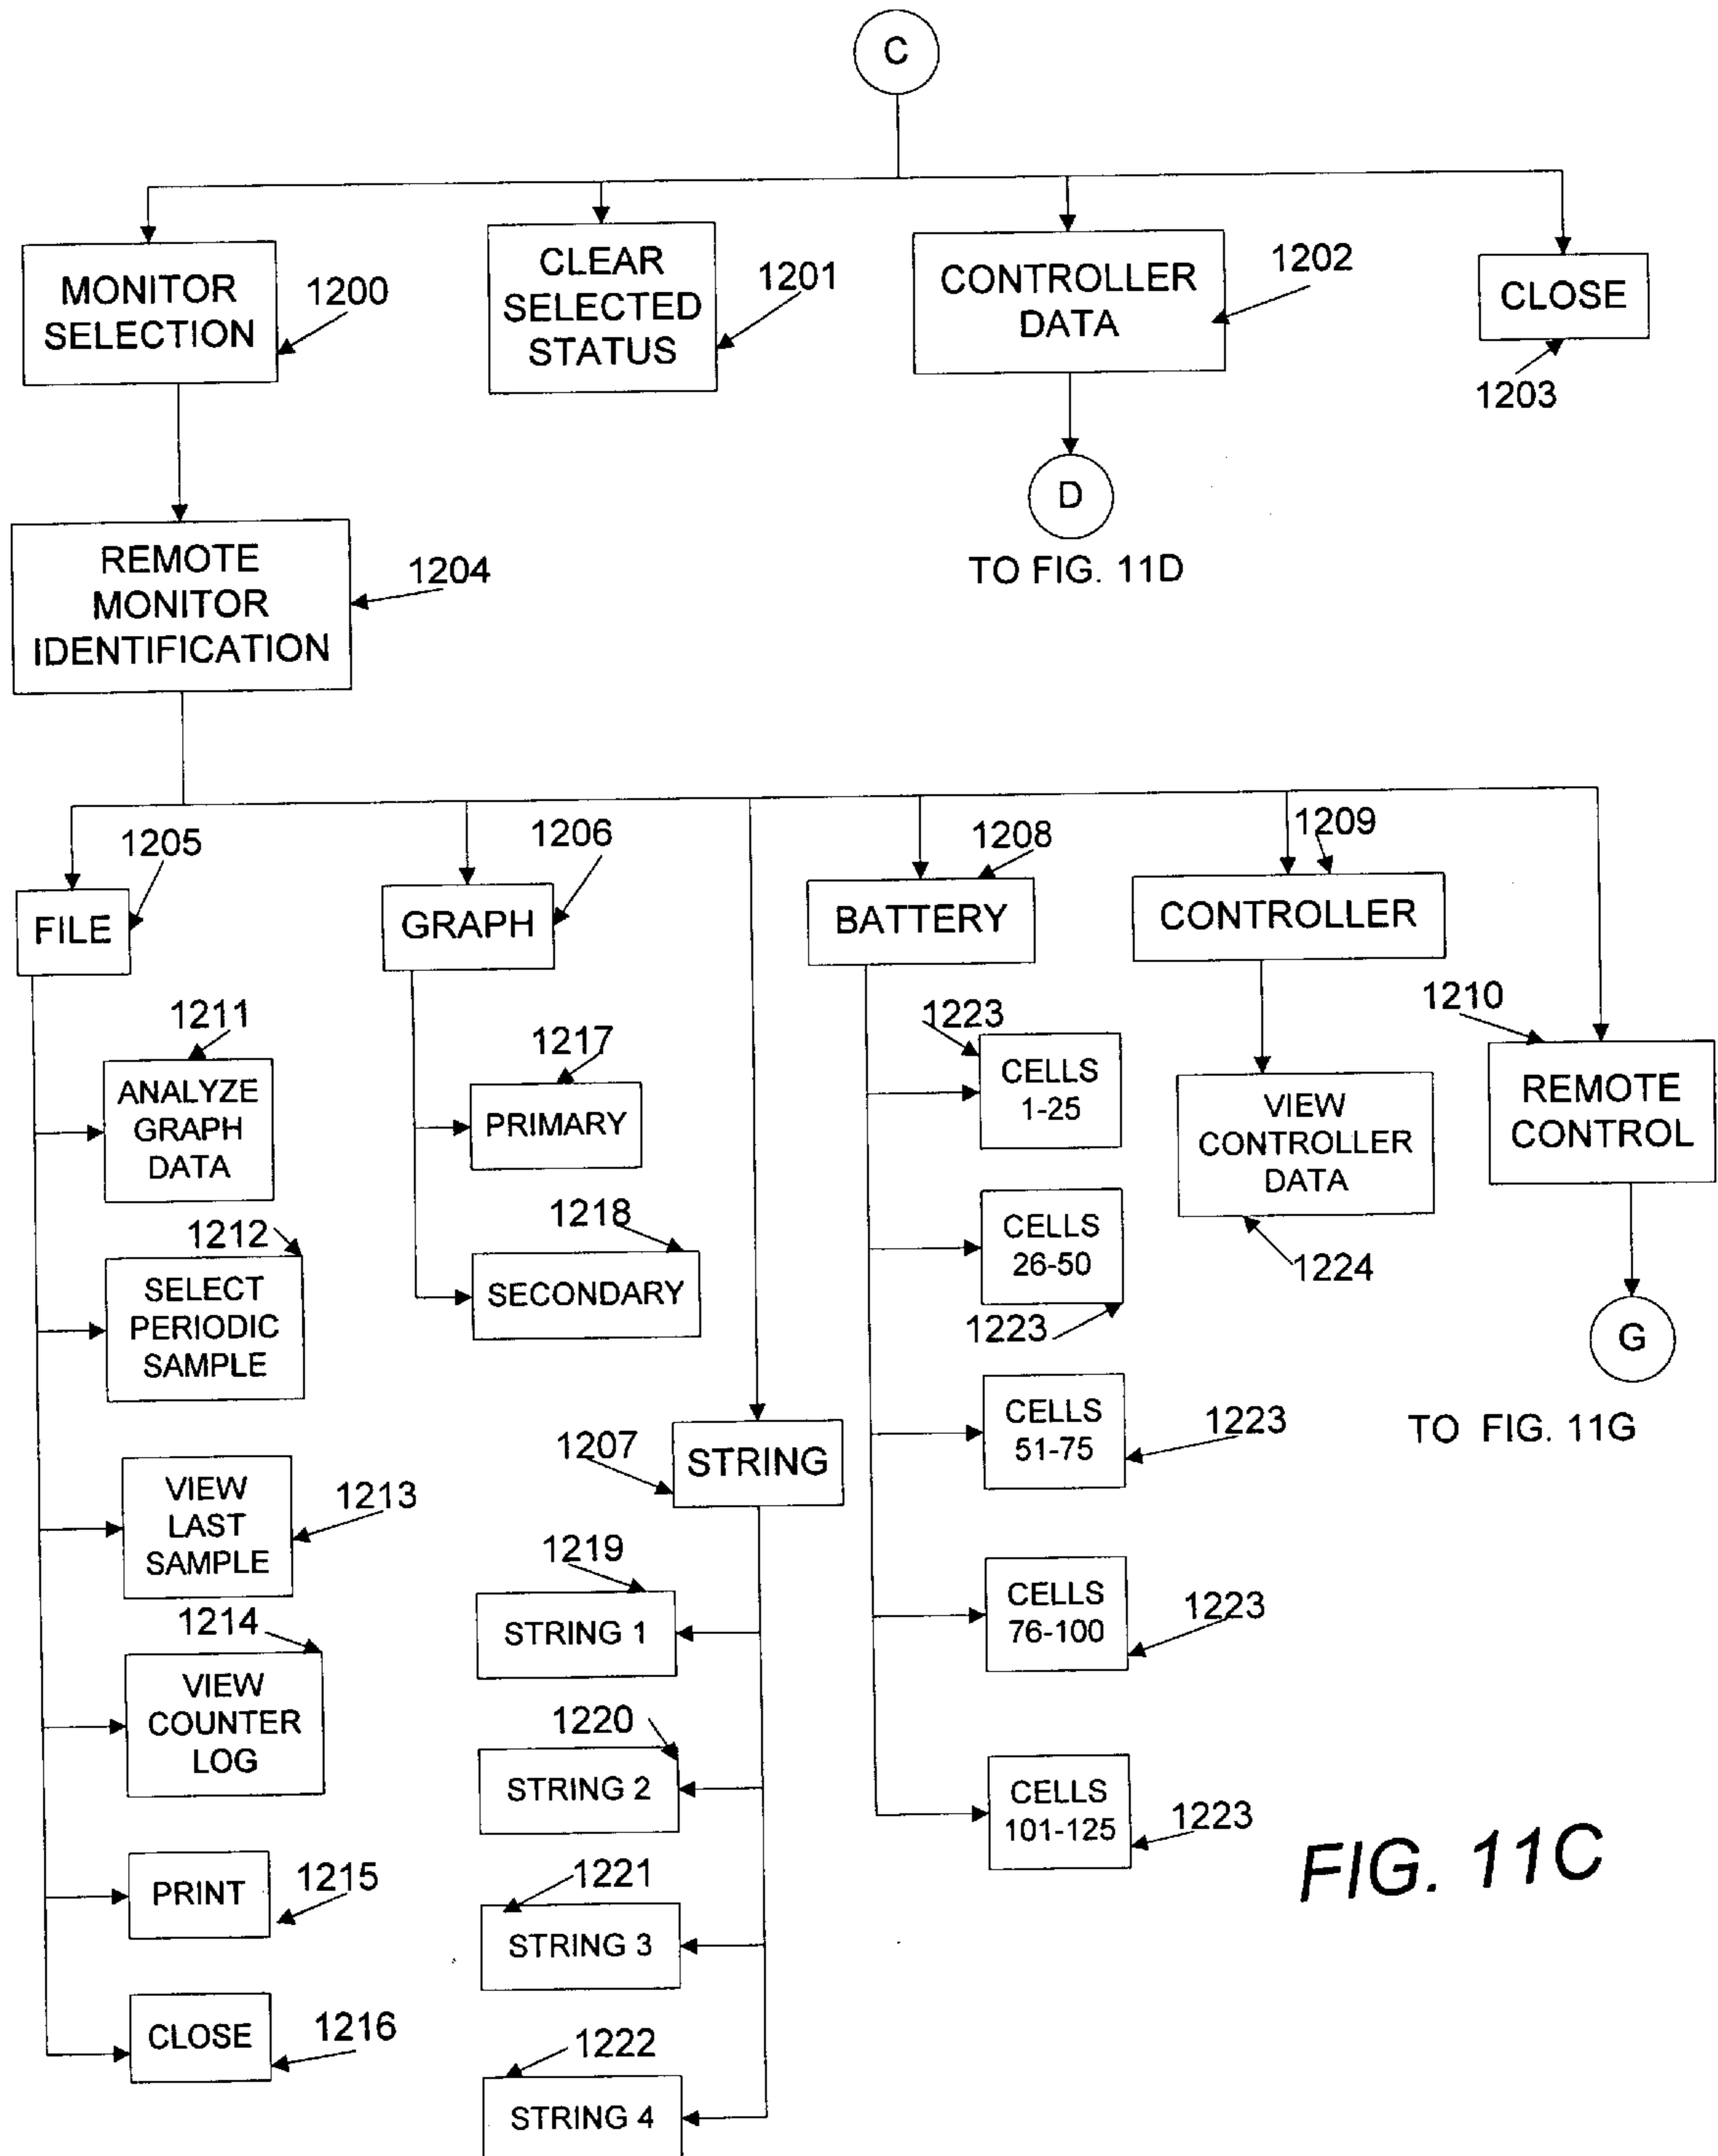 C
MONITOR
SELECTION
1200
CLEAR
SELECTED
STATUS
1201
CONTROLLER
DATA
1202
CLOSE
1203
D
TO FIG. 11D
REMOTE
MONITOR
IDENTIFICATION
1204
FILE
1205
GRAPH
1206
BATTERY
1208
CONTROLLER
1209
1210
REMOTE
CONTROL
G
TO FIG. 11G
1211
ANALYZE
GRAPH
DATA
1212
SELECT
PERIODIC
SAMPLE
VIEW
LAST
SAMPLE
1213
1214
VIEW
COUNTER
LOG
PRINT
1215
CLOSE
1216
1217
PRIMARY
1218
SECONDARY
1207
STRING
1219
STRING 1
1220
STRING 2
1221
STRING 3
1222
STRING 4
1223
CELLS
1-25
CELLS
26-50
1223
CELLS
51-75
1223
CELLS
76-100
1223
CELLS
101-125
1223
VIEW
CONTROLLER
DATA
1224
FIG. 11C